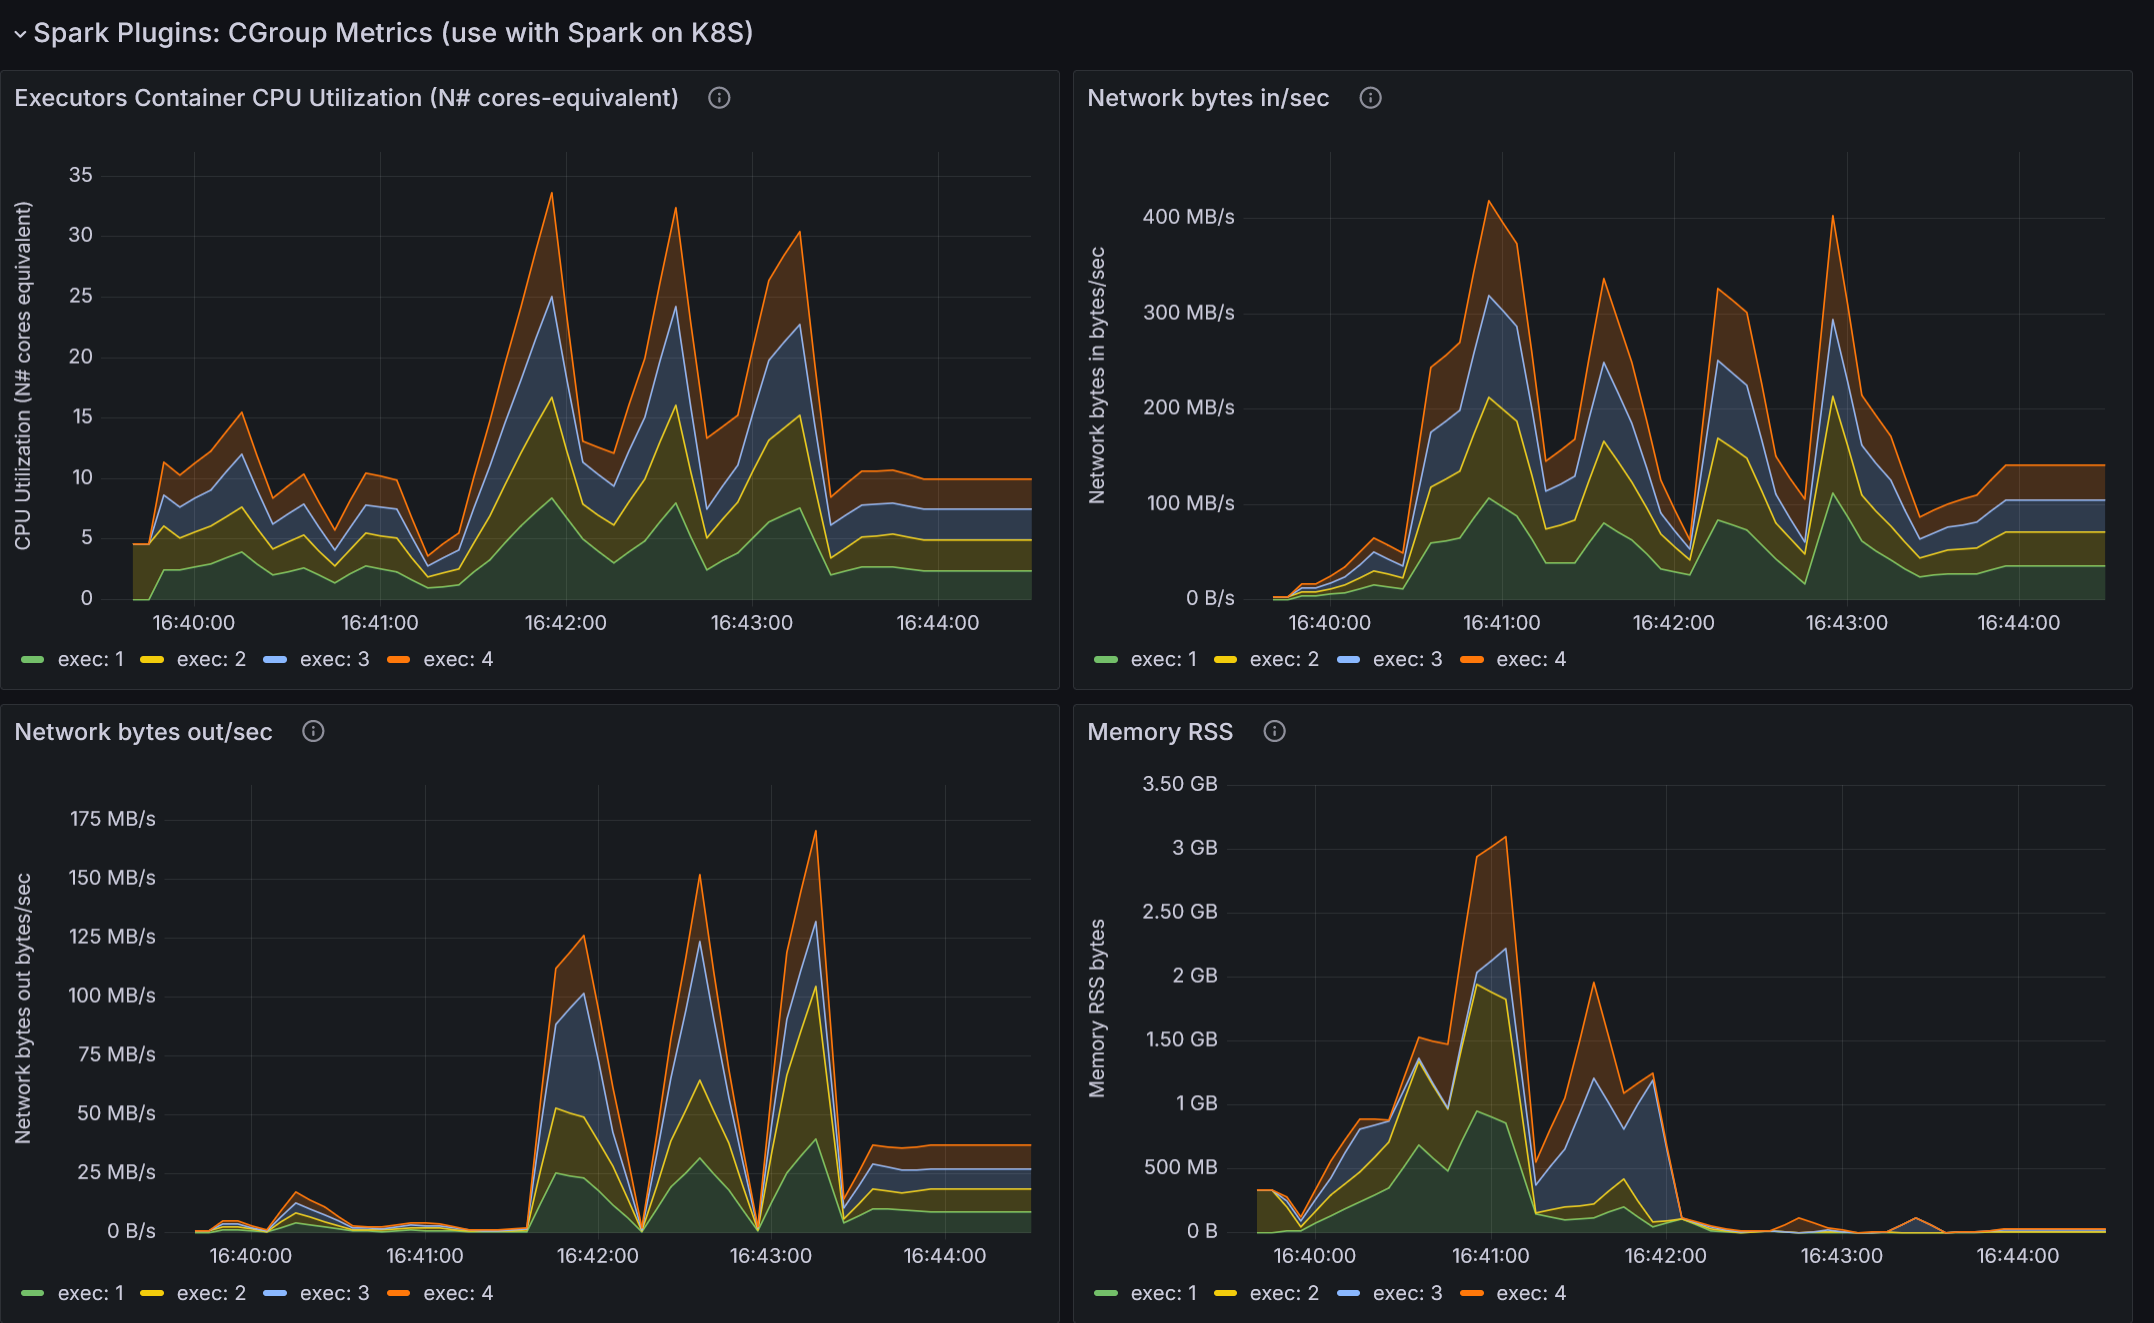 Spark Plugins: CGroup Metrics (use with Spark on K8S)
Executors Container CPU Utilization (N# cores-equivalent)
CPU Utilization (N# cores equivalent)
35
30
25
20
15
10
5
0
16:40:00 16:41:00 16:42:00 16:43:00 16:44:00
exec: 1 exec: 2 exec: 3 exec: 4
Network bytes in/sec
Network bytes in bytes/sec
400 MB/s
300 MB/s
200 MB/s
100 MB/s
0 B/s
16:40:00 16:41:00 16:42:00 16:43:00 16:44:00
exec: 1 exec: 2 exec: 3 exec: 4
Network bytes out/sec
Network bytes out bytes/sec
175 MB/s
150 MB/s
125 MB/s
100 MB/s
75 MB/s
50 MB/s
25 MB/s
0 B/s
16:40:00 16:41:00 16:42:00 16:43:00 16:44:00
exec: 1 exec: 2 exec: 3 exec: 4
Memory RSS
Memory RSS bytes
3.50 GB
3 GB
2.50 GB
2 GB
1.50 GB
1 GB
500 MB
0 B
16:40:00 16:41:00 16:42:00 16:43:00 16:44:00
exec: 1 exec: 2 exec: 3 exec: 4